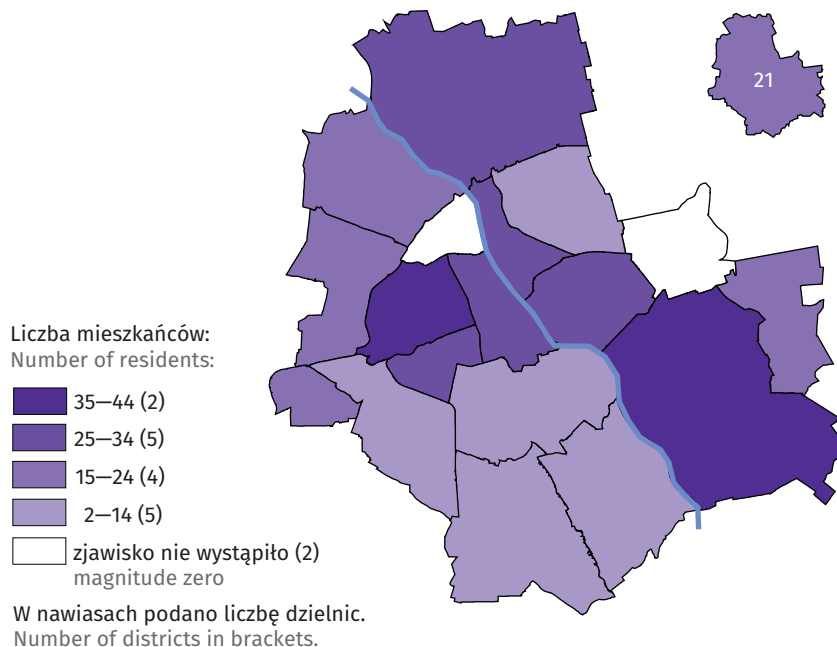 21
Liczba mieszkańców:
Number of residents:
35—44 (2)
25—34 (5)
15—24 (4)
2—14 (5)
zjawisko nie wystąpiło (2)
magnitude zero
W nawiasach podano liczbę dzielnic.
Number of districts in brackets.